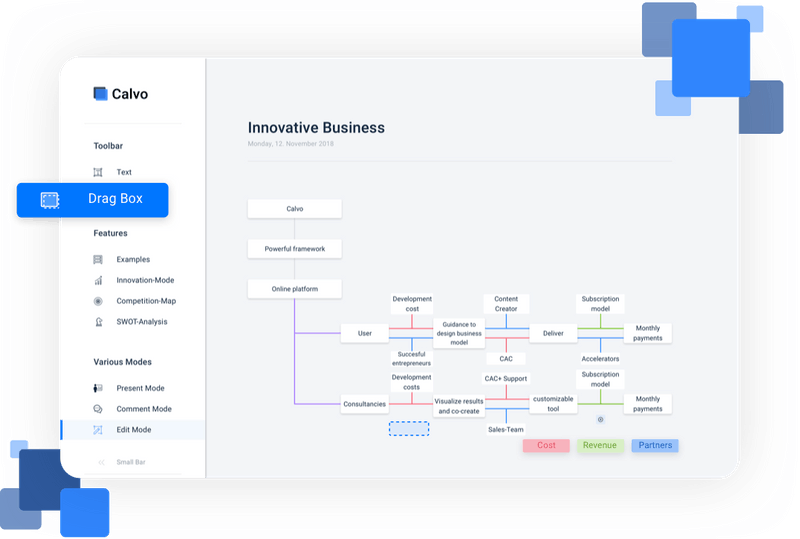 Calvo
Toolbar
Text
Drag Box
Features
Examples
Innovation-Mode
Competition-Map
SWOT-Analysis
Various Modes
Present Mode
Comment Mode
Edit Mode
Small Bar
Innovative Business
Monday, 12. November 2018
Calvo
Powerful framework
Online platform
Development
cost
Content
Creator
Subscription
model
User
Guidance to
design business
model
Deliver
Monthly
payments
Succesful
entrepreneurs
CAC
Accelerators
Development
costs
CAC+ Support
Subscription
model
Consultancies
Visualize results
and co-create
customizable
tool
Monthly
payments
Sales-Team
Cost
Revenue
Partners